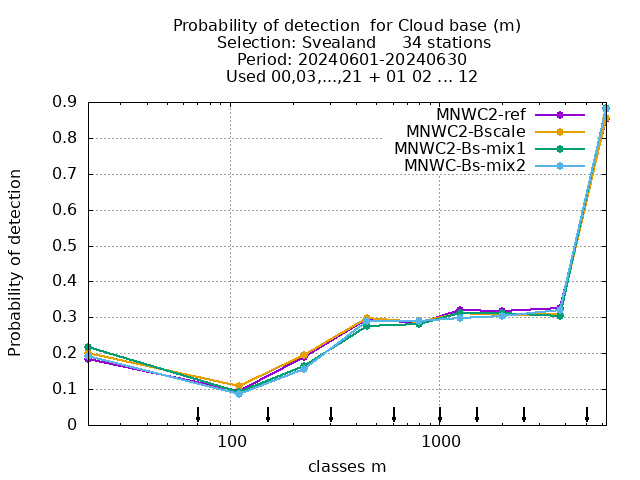 Probability of detection  for Cloud base (m)
Selection: Svealand     34 stations
Period: 20240601-20240630
Used 00,03,...,21 + 01 02 ... 12
MNWC2-ref
MNWC2-Bscale
MNWC2-Bs-mix1
MNWC-Bs-mix2
Probability of detection
0.9
0.8
0.7
0.6
0.5
0.4
0.3
0.2
0.1
0
100
1000
classes m